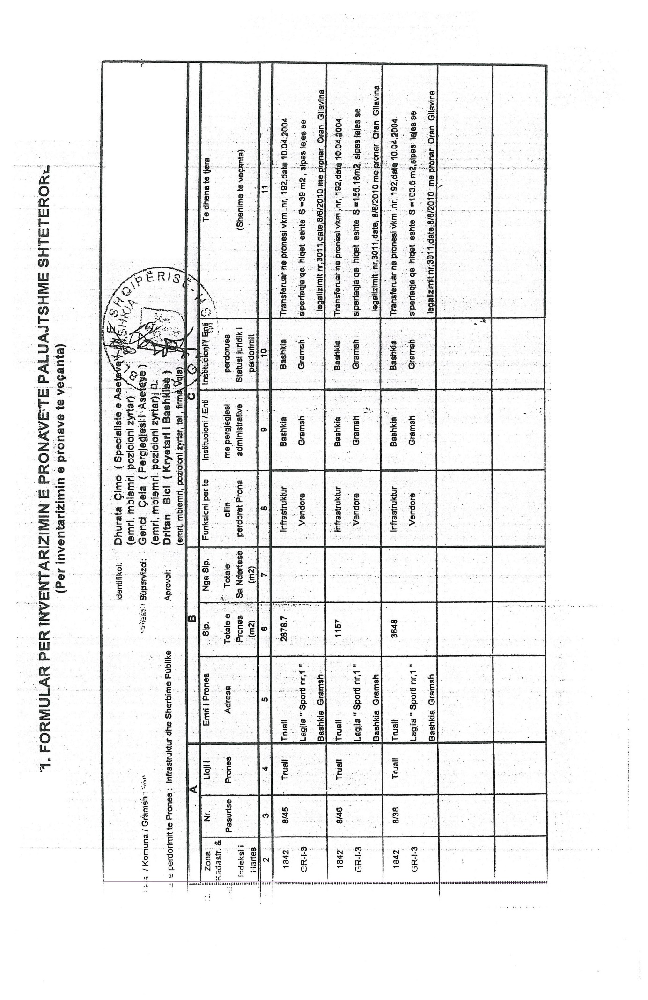 1. FORMULAR PER INVENTARIZIMIN E PRONAVE TE PALUAJTSHME SHTETERORE
(Per inventarizimin e pronave te veçanta)
Identifikoi: Dhurata Çimo ( Specialiste e Aseteve )
(emri, mbiemri, pozicioni zyrtar)
/ Komuna / Gramsh : Supervizoi: Genci Çela ( Pergjegjesi i Aseteve )
(emri, mbiemri, pozicioni zyrtar)
e perdorimit te Prones : Infrastruktur dhe Sherbime Publike Aprovoi: Dritan Bici ( Kryetari I Bashkise )
(emri, mbiemri, pozicioni zyrtar, tel., firma, vula)
SHQIPERISE
BASHKIA
A B C
Zona Nr. Lloji I Emri i Prones Sip. Nga Sip. Funksioni per te Institucioni / Enti Institucioni / Enti Te dhena te tjera
Kadastr. & Pasurise Prones Adresa Totale e Totale: cilin me pergjegjesi perdorues
Indeksi i Prones Sa Ndertese perdoret Prona administrative Statusi juridik I (Shenime te veçanta)
Hartes (m2) (m2) perdorimit
2 3 4 5 6 7 8 9 10 11
1842 8/45 Truall Truall 2878.7 Infrastruktur Bashkia Bashkia Transferuar ne pronesi vkm .nr, 192,date 10.04.2004
GR-I-3 Lagjia " Sporti nr,1 " Vendore Gramsh Gramsh siperfaqja qe hiqet eshte S =39 m2 , sipas lejes se
Bashkia Gramsh legalizimit nr,3011,date,8/6/2010 me pronar Oran Gllavina
1842 8/46 Truall Truall 1157 Infrastruktur Bashkia Bashkia Transferuar ne pronesi vkm .nr, 192,date 10.04.2004
GR-I-3 Lagjia " Sporti nr,1 " Vendore Gramsh Gramsh siperfaqja qe hiqet eshte S =155.18m2, sipas lejes se
Bashkia Gramsh legalizimit nr,3011,date, 8/6/2010 me pronar Oran Gllavina
1842 8/38 Truall Truall 3648 Infrastruktur Bashkia Bashkia Transferuar ne pronesi vkm .nr, 192,date 10.04.2004
GR-I-3 Lagjia " Sporti nr,1 " Vendore Gramsh Gramsh siperfaqja qe hiqet eshte S =103.5 m2,sipas lejes se
Bashkia Gramsh legalizimit nr,3011,date,8/6/2010 me pronar Oran Gllavina